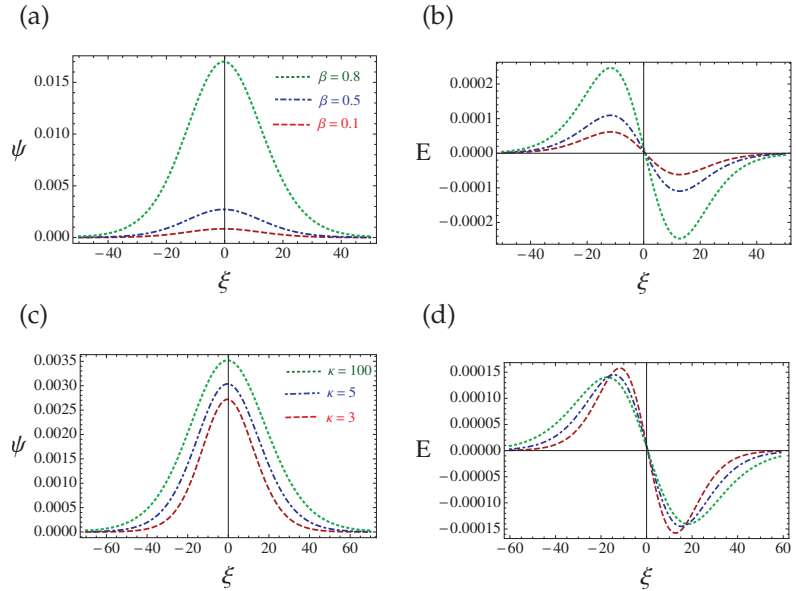 (a)
(b)
0.015
0.010
0.005
0.000
ψ
β = 0.8
β = 0.5
β = 0.1
−40 −20 0 20 40
ξ
0.0002
0.0001
0.0000
−0.0001
−0.0002
E
−40 −20 0 20 40
ξ
(c)
(d)
0.0035
0.0030
0.0025
0.0020
0.0015
0.0010
0.0005
0.0000
ψ
κ = 100
κ = 5
κ = 3
−60 −40 −20 0 20 40 60
ξ
0.00015
0.00010
0.00005
0.00000
−0.00005
−0.00010
−0.00015
E
−60 −40 −20 0 20 40 60
ξ